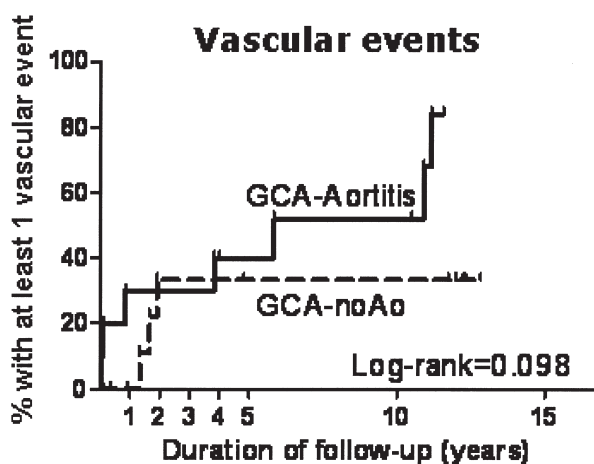 Vascular events
% with at least 1 vascular event
100
80
60
40
20
0
GCA-Aortitis
GCA-noAo
Log-rank=0.098
1 2 3 4 5 10 15
Duration of follow-up (years)